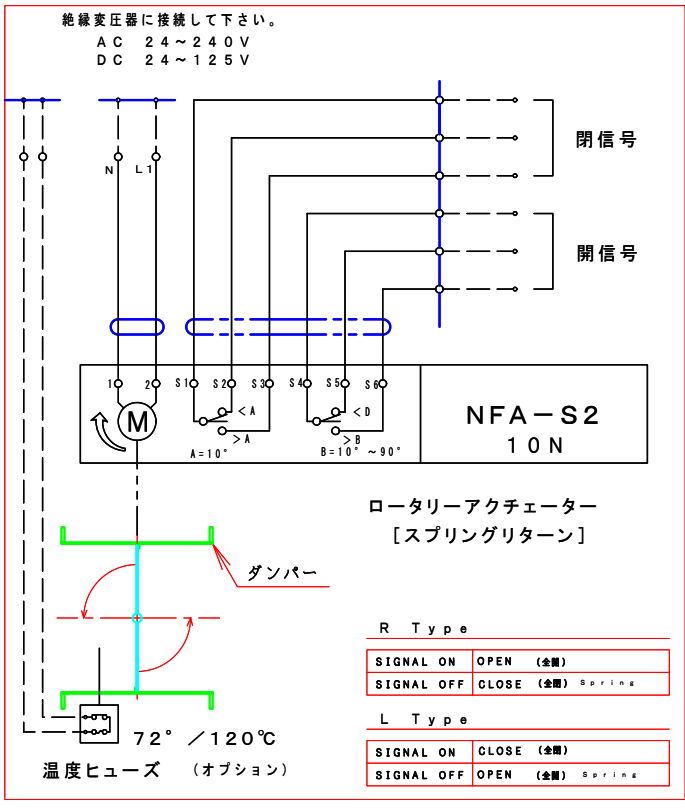 絶縁変圧器に接続して下さい。
AC 24~240V
DC 24~125V
閉信号
N L1
開信号
1 2 S1 S2 S3 S4 S5 S6
M
<A
>A
A=10°
<D
>B
B=10° ~90°
NFA-S2
10N
ロータリーアクチェーター
[スプリングリターン]
ダンパー
R Type
SIGNAL ON OPEN (全開)
SIGNAL OFF CLOSE (全閉) Spring
L Type
SIGNAL ON CLOSE (全閉)
SIGNAL OFF OPEN (全開) Spring
72° /120℃
温度ヒューズ (オプション)